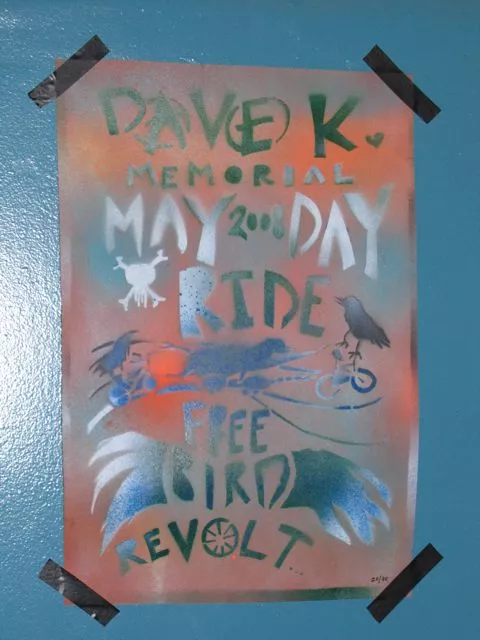 DAVE K.
MEMORIAL
MAY 2008 DAY
RIDE
FREE
BIRD
REVOLT...